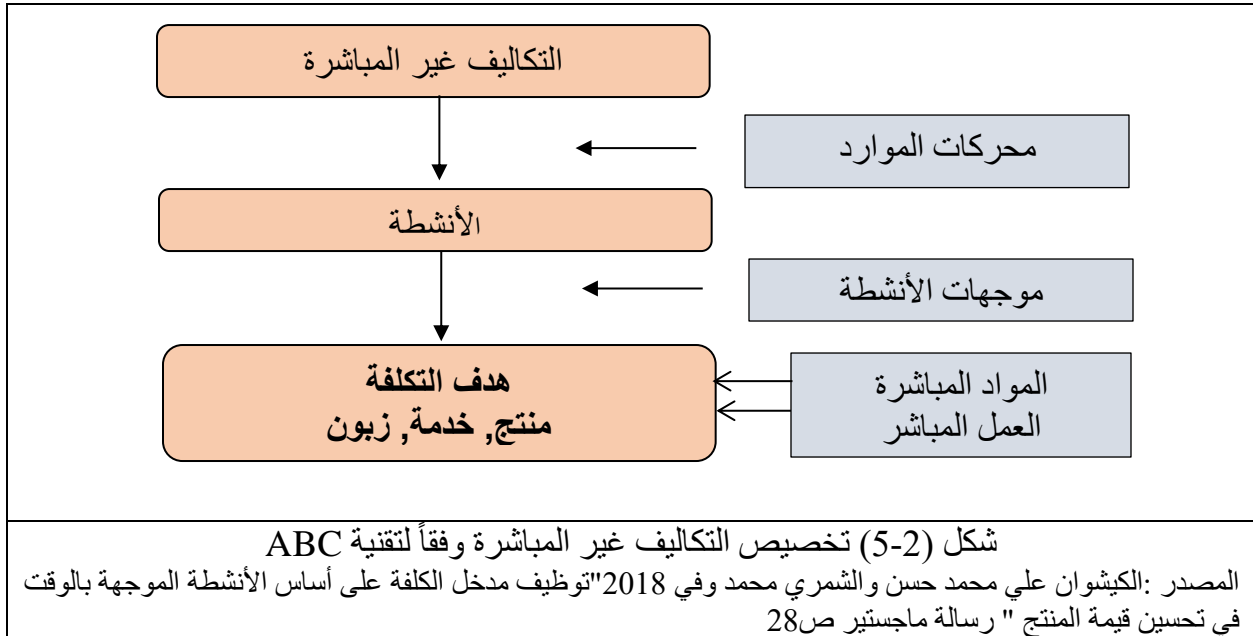 التكاليف غير المباشرة
محركات الموارد
الأنشطة
موجهات الأنشطة
هدف التكلفة
منتج, خدمة, زبون
المواد المباشرة
العمل المباشر
شكل (2-5) تخصيص التكاليف غير المباشرة وفقاً لتقنية ABC
المصدر :الكيشوان علي محمد حسن والشمري محمد وفي 2018"توظيف مدخل الكلفة على أساس الأنشطة الموجهة بالوقت
في تحسين قيمة المنتج " رسالة ماجستير ص28